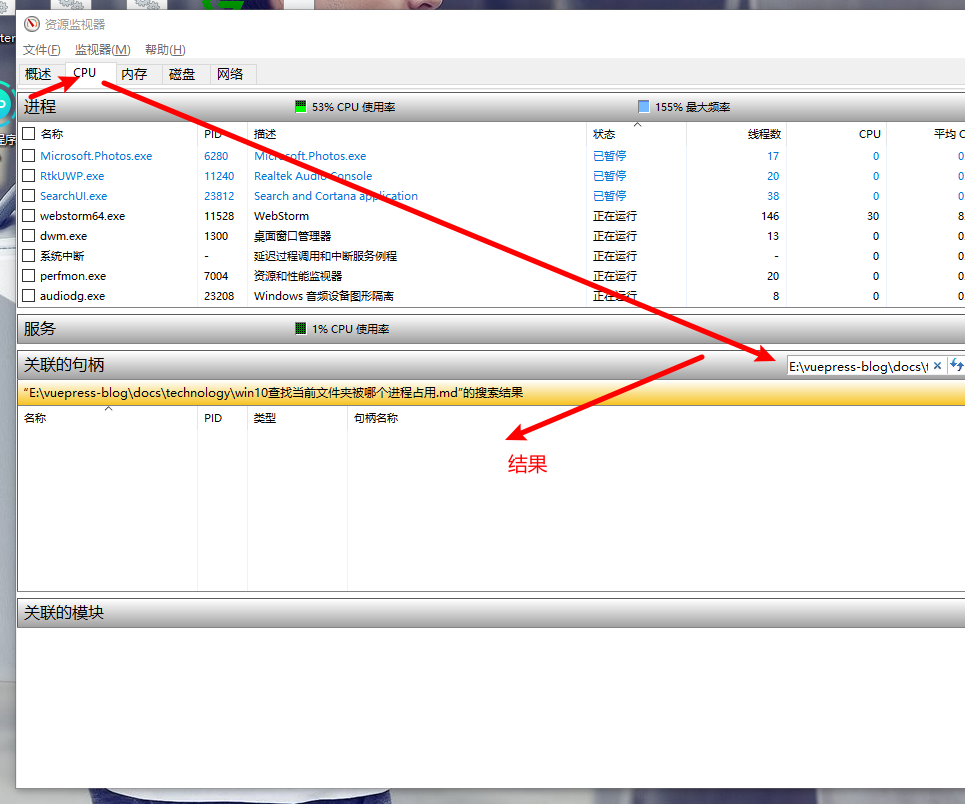 资源监视器
文件(F) 监视器(M) 帮助(H)
概述 CPU 内存 磁盘 网络
进程 53% CPU 使用率 155% 最大频率
名称 PID 描述 状态 线程数 CPU 平均 C
Microsoft.Photos.exe 6280 Microsoft.Photos.exe 已暂停 17 0 0
RtkUWP.exe 11240 Realtek Audio Console 已暂停 20 0 0
SearchUI.exe 23812 Search and Cortana application 已暂停 38 0 0
webstorm64.exe 11528 WebStorm 正在运行 146 30 8.
dwm.exe 1300 桌面窗口管理器 正在运行 13 0 0.
系统中断 - 延迟过程调用和中断服务例程 正在运行 - 0 0.
perfmon.exe 7004 资源和性能监视器 正在运行 20 0 0.
audiodg.exe 23208 Windows 音频设备图形隔离 正在运行 8 0 0.
服务 1% CPU 使用率
关联的句柄 E:\vuepress-blog\docs\t
“E:\vuepress-blog\docs\technology\win10查找当前文件夹被哪个进程占用.md”的搜索结果
名称 PID 类型 句柄名称
结果
关联的模块